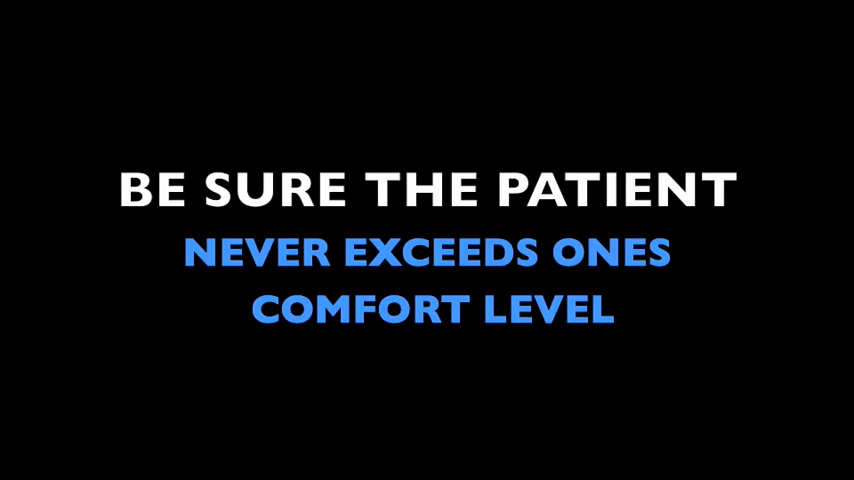 BE SURE THE PATIENT
NEVER EXCEEDS ONES
COMFORT LEVEL